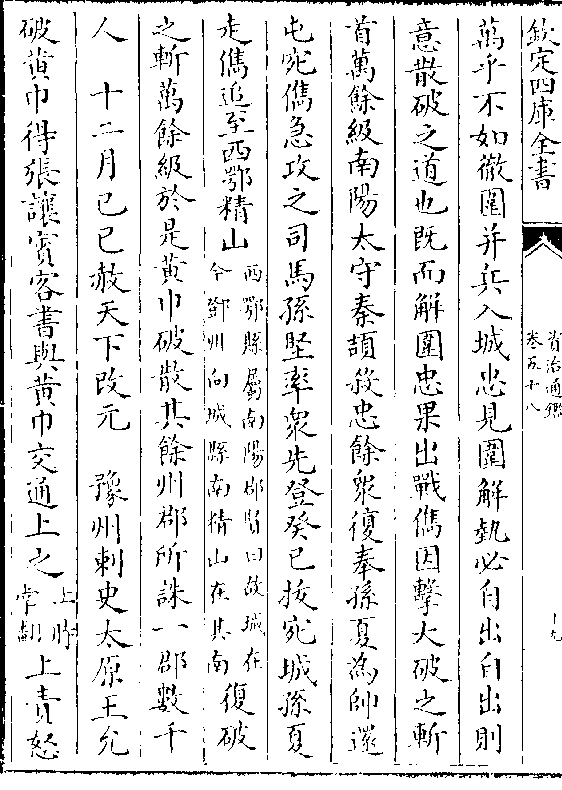 欽定四庫全書
資治通鑑
卷五十八
十九
萬乎不如徹圍并兵入城忠見圍解執必自出自出則
意散破之道也既而解圍忠果出戰儁因擊大破之斬
首萬餘級南陽太守秦頡殺忠餘衆復奉孫夏為帥還
屯宛儁急攻之司馬孫堅率衆先登癸巳拔宛城孫夏
走儁追至西鄂精山
西鄂縣屬南陽郡賢曰故城在
今鄧州向城縣南精山在其南
復破
之斬萬餘級於是黄巾破散其餘州郡所誅一郡數千
人 十二月己巳赦天下改元 豫州刺史太原王允
破黄巾得張讓賓客書與黄巾交通上之
上時
掌翻
上責怒